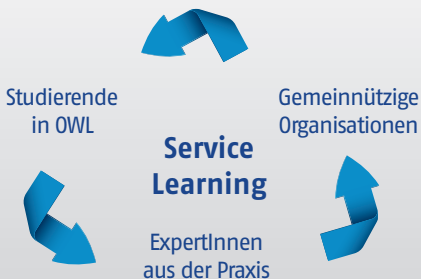 Studierende
in OWL
Gemeinnützige
Organisationen
Service
Learning
ExpertInnen
aus der Praxis